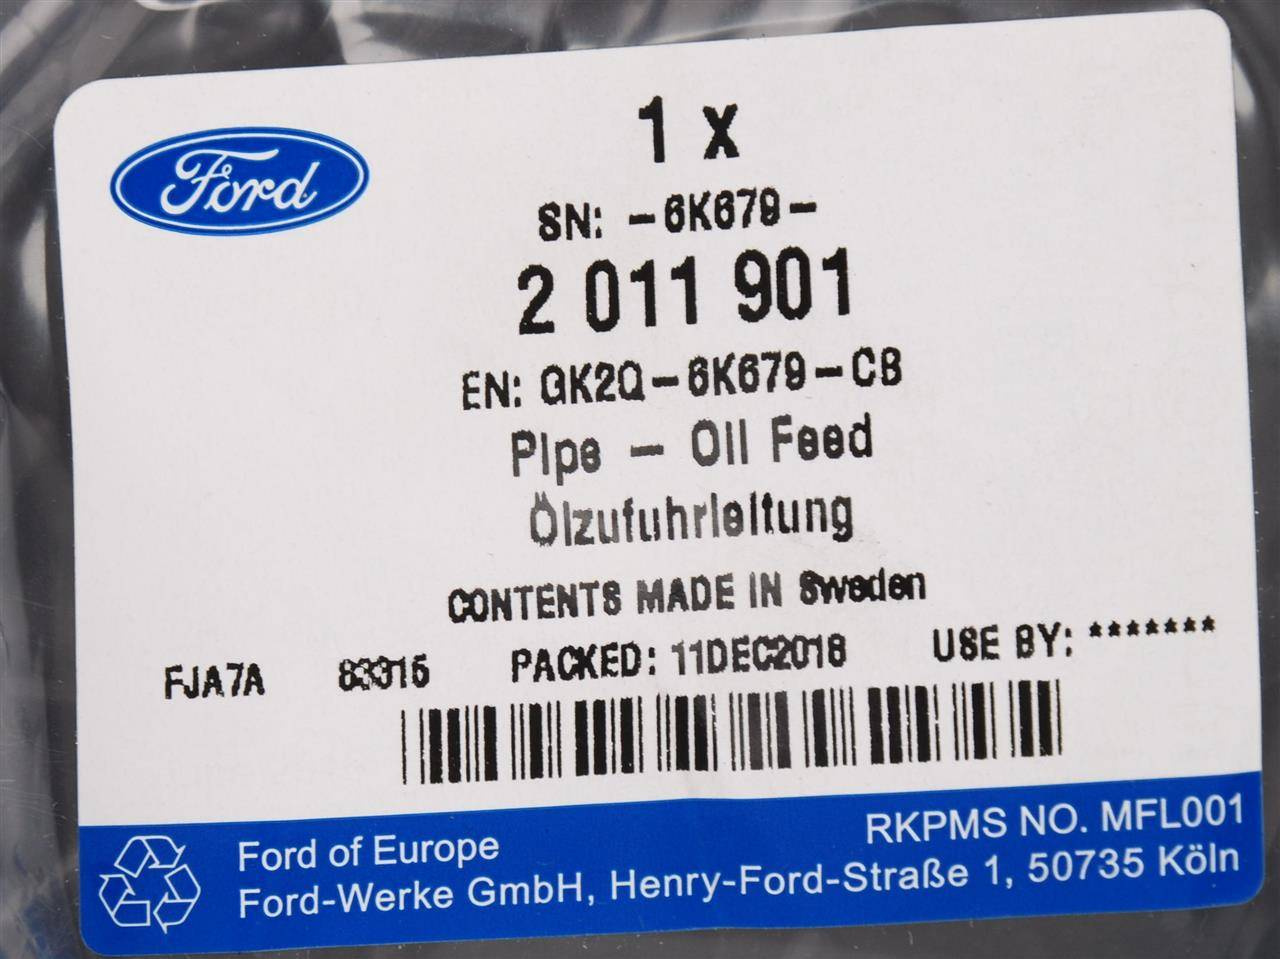 Ford
1 x
SN: -6K679-
2 011 901
EN: GK2Q-6K679-CB
Pipe - Oil Feed
Ölzufuhrleitung
CONTENTS MADE IN Sweden
FJA7A 83315 PACKED: 11DEC2018 USE BY: *******
RKPMS NO. MFL001
Ford of Europe
Ford-Werke GmbH, Henry-Ford-Straße 1, 50735 Köln